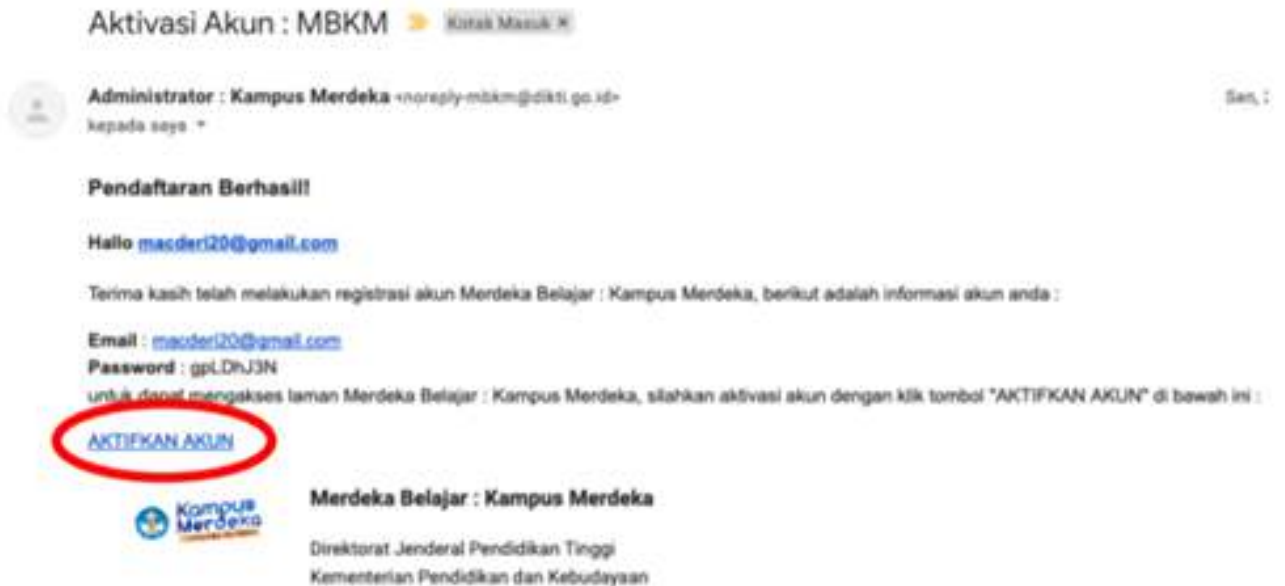 Aktivasi Akun : MBKM Kotak Masuk ×
Administrator : Kampus Merdeka <noreply-mbkm@dikti.go.id> Sen,
kepada saya
Pendaftaran Berhasil!
Hallo macderi20@gmail.com
Terima kasih telah melakukan registrasi akun Merdeka Belajar : Kampus Merdeka, berikut adalah informasi akun anda :
Email : macderi20@gmail.com
Password : gpLDhJ3N
untuk dapat mengakses laman Merdeka Belajar : Kampus Merdeka, silahkan aktivasi akun dengan klik tombol "AKTIFKAN AKUN" di bawah ini :
AKTIFKAN AKUN
Kampus
Merdeka
Merdeka Belajar : Kampus Merdeka
Direktorat Jenderal Pendidikan Tinggi
Kementerian Pendidikan dan Kebudayaan